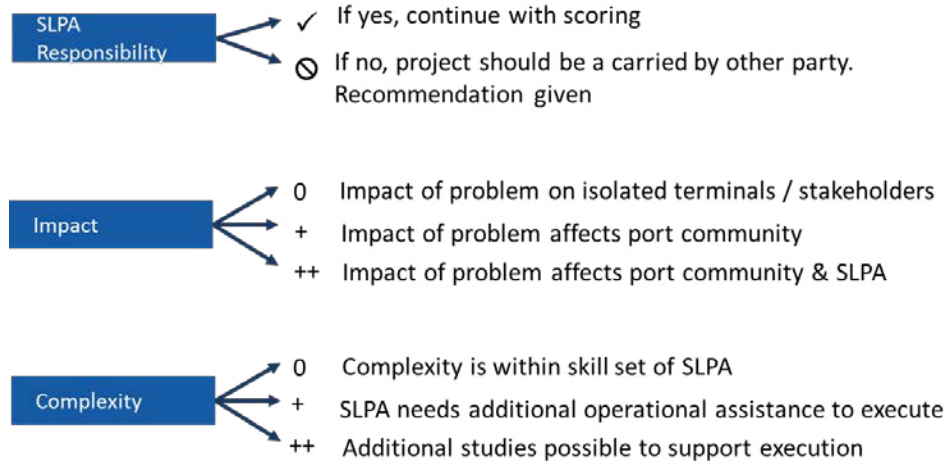 SLPA
Responsibility
✓ If yes, continue with scoring
🛇 If no, project should be a carried by other party.
Recommendation given
Impact
0 Impact of problem on isolated terminals / stakeholders
+ Impact of problem affects port community
++ Impact of problem affects port community & SLPA
Complexity
0 Complexity is within skill set of SLPA
+ SLPA needs additional operational assistance to execute
++ Additional studies possible to support execution